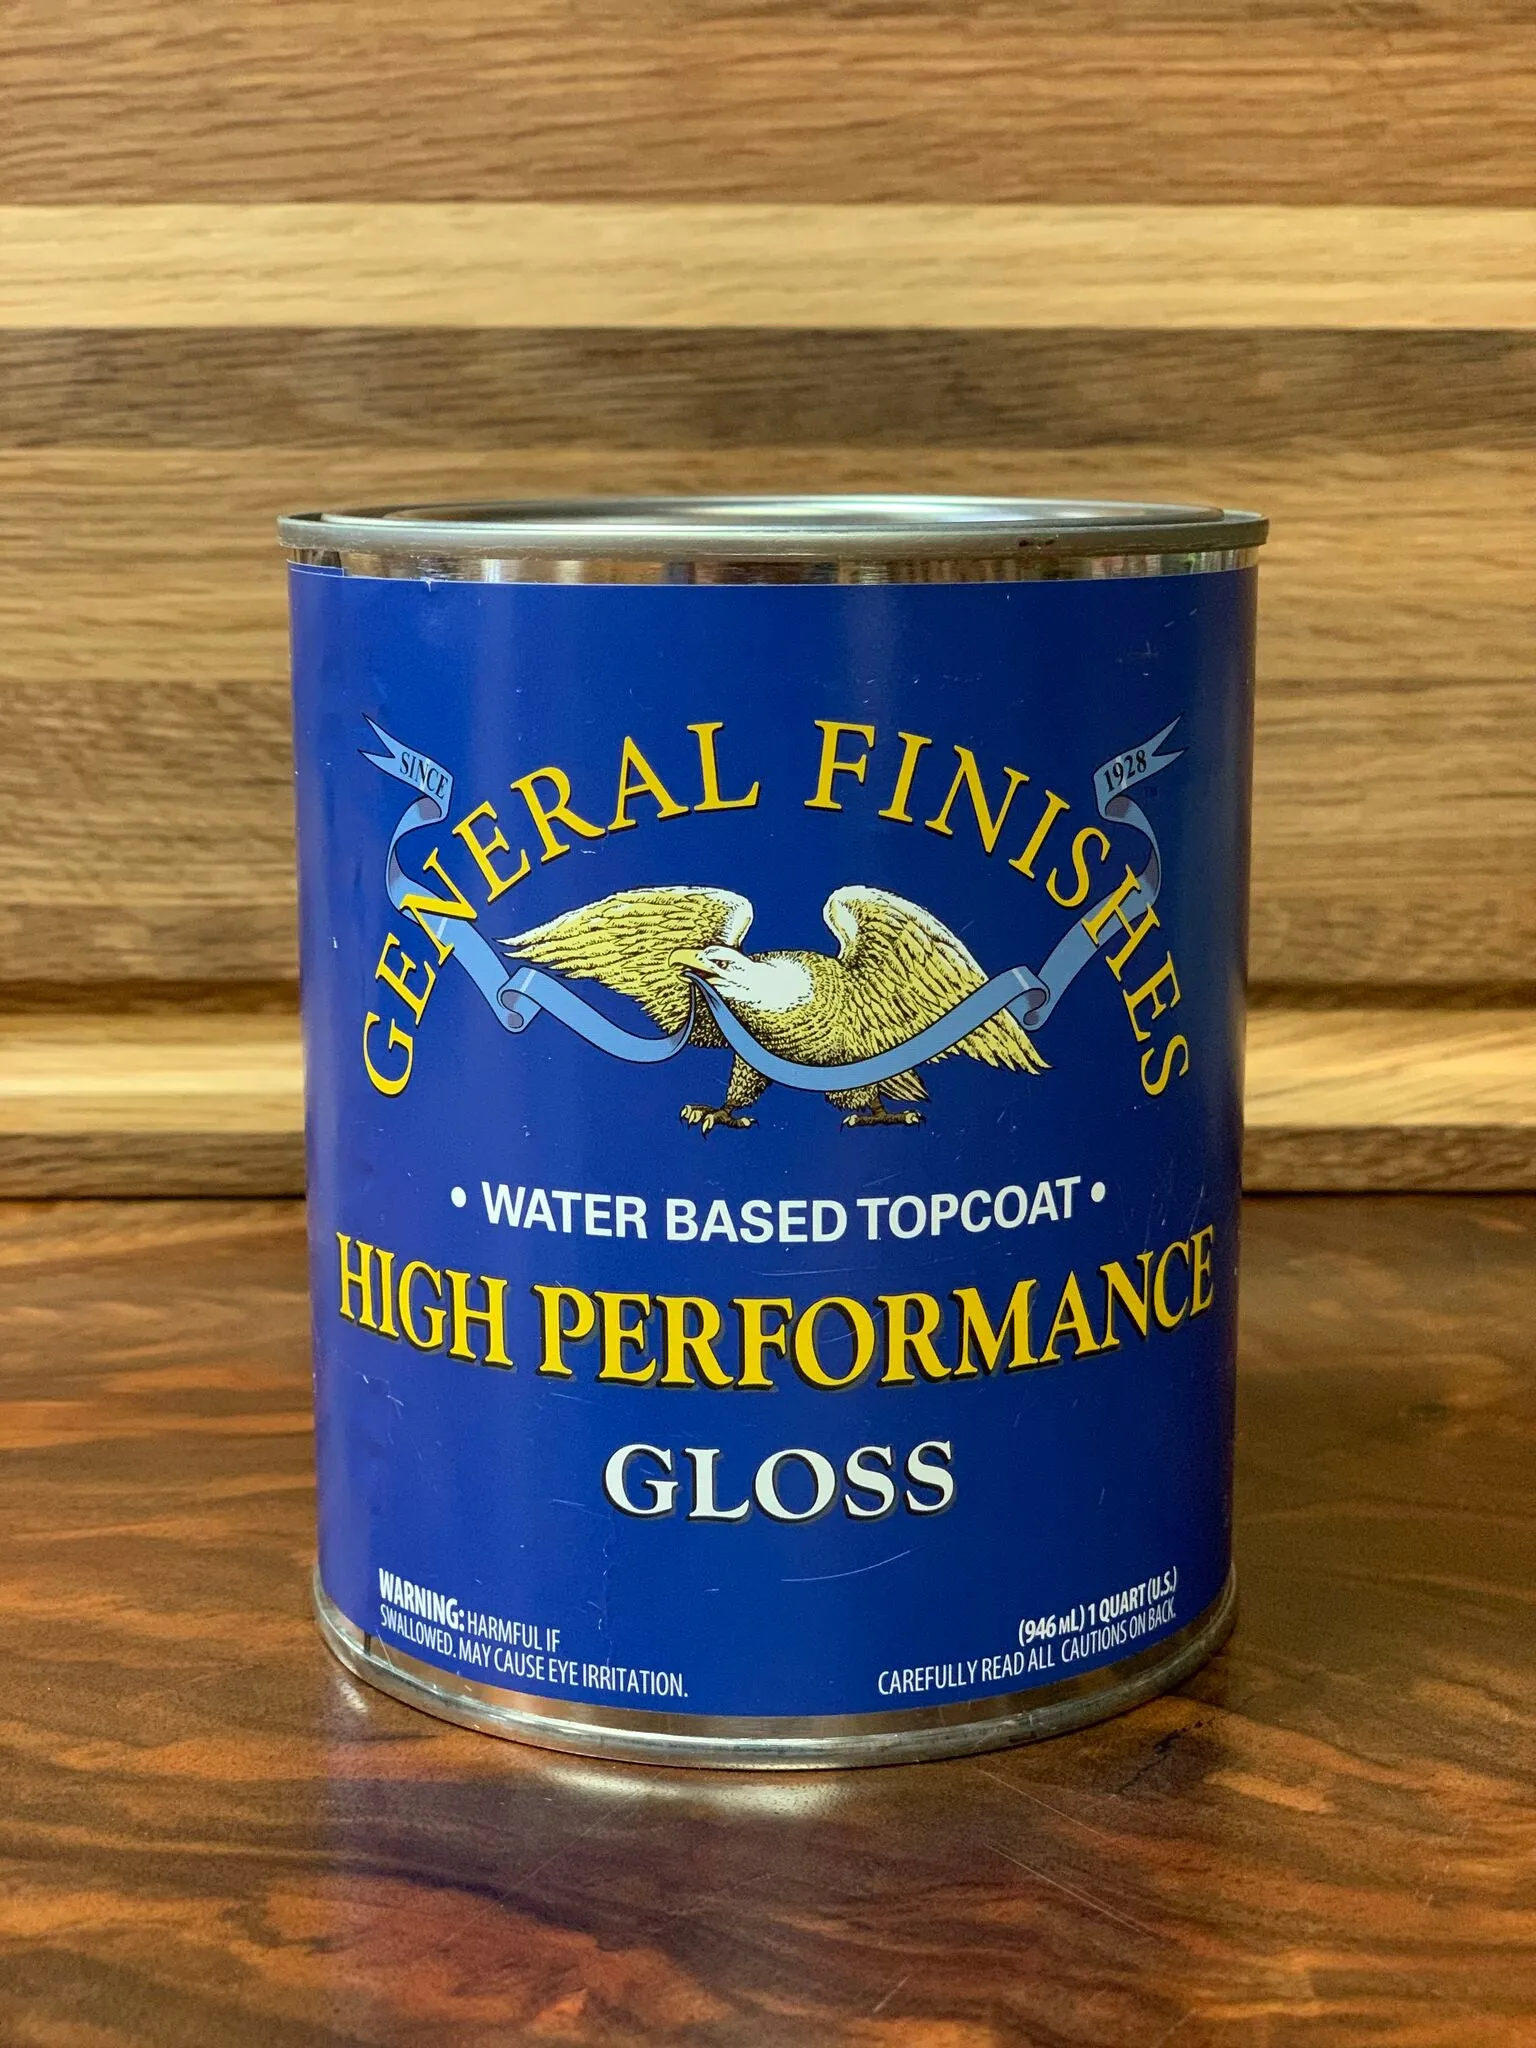 SINCE
1928
TM
GENERAL FINISHES
• WATER BASED TOPCOAT •
HIGH PERFORMANCE
GLOSS
WARNING: HARMFUL IF
SWALLOWED. MAY CAUSE EYE IRRITATION.
(946 ML) 1 QUART (U.S.)
CAREFULLY READ ALL CAUTIONS ON BACK.